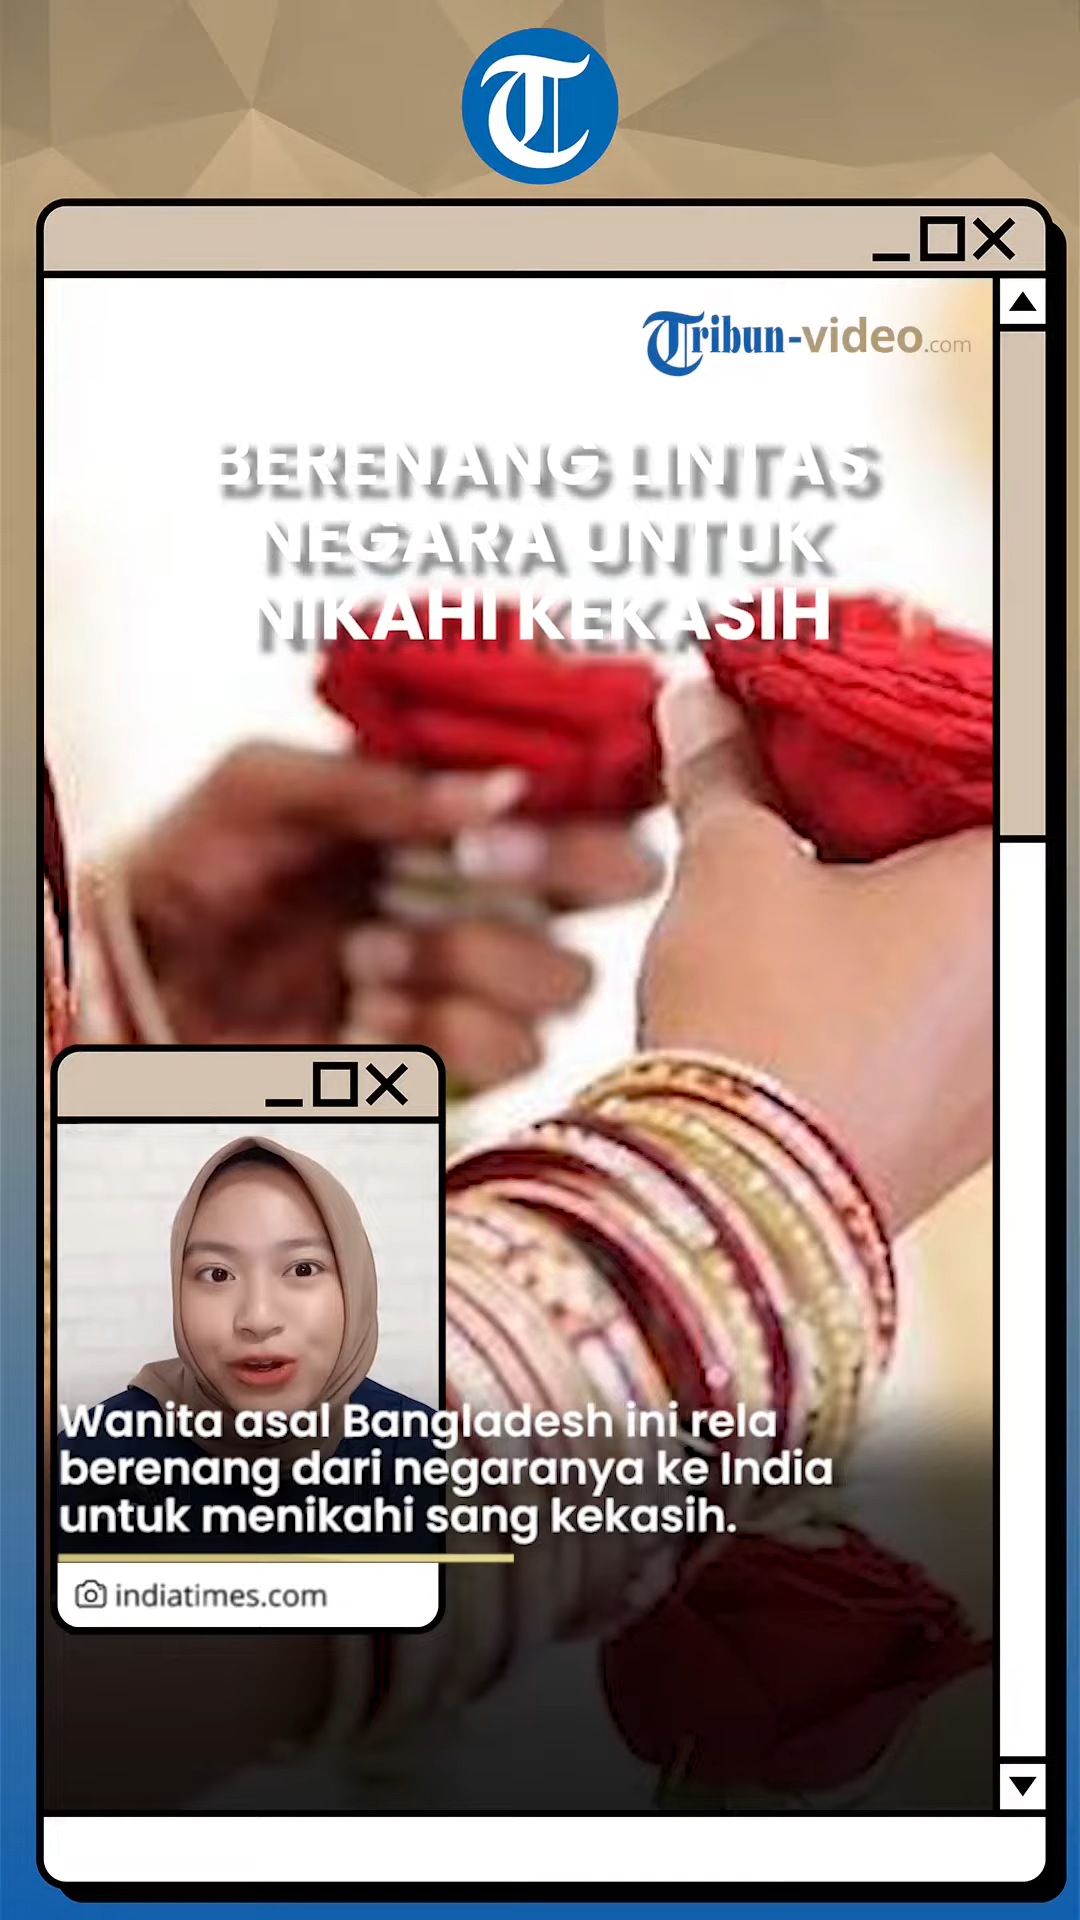 T
Tribun-video.com
BERENANG LINTAS
NEGARA UNTUK
NIKAHI KEKASIH
Wanita asal Bangladesh ini rela
berenang dari negaranya ke India
untuk menikahi sang kekasih.
indiatimes.com